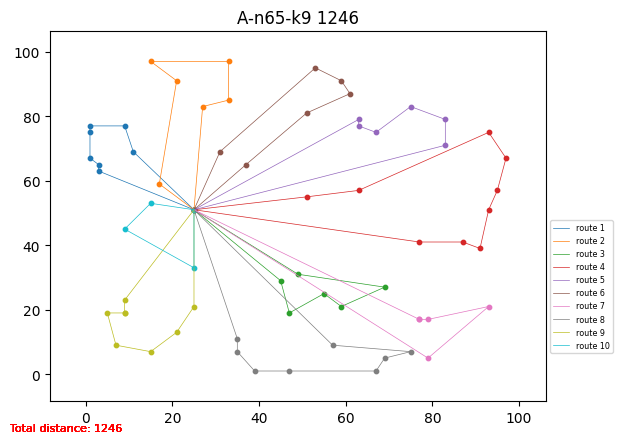 A-n65-k9 1246
100
80
60
40
20
0
0 20 40 60 80 100
route 1
route 2
route 3
route 4
route 5
route 6
route 7
route 8
route 9
route 10
Total distance: 1246